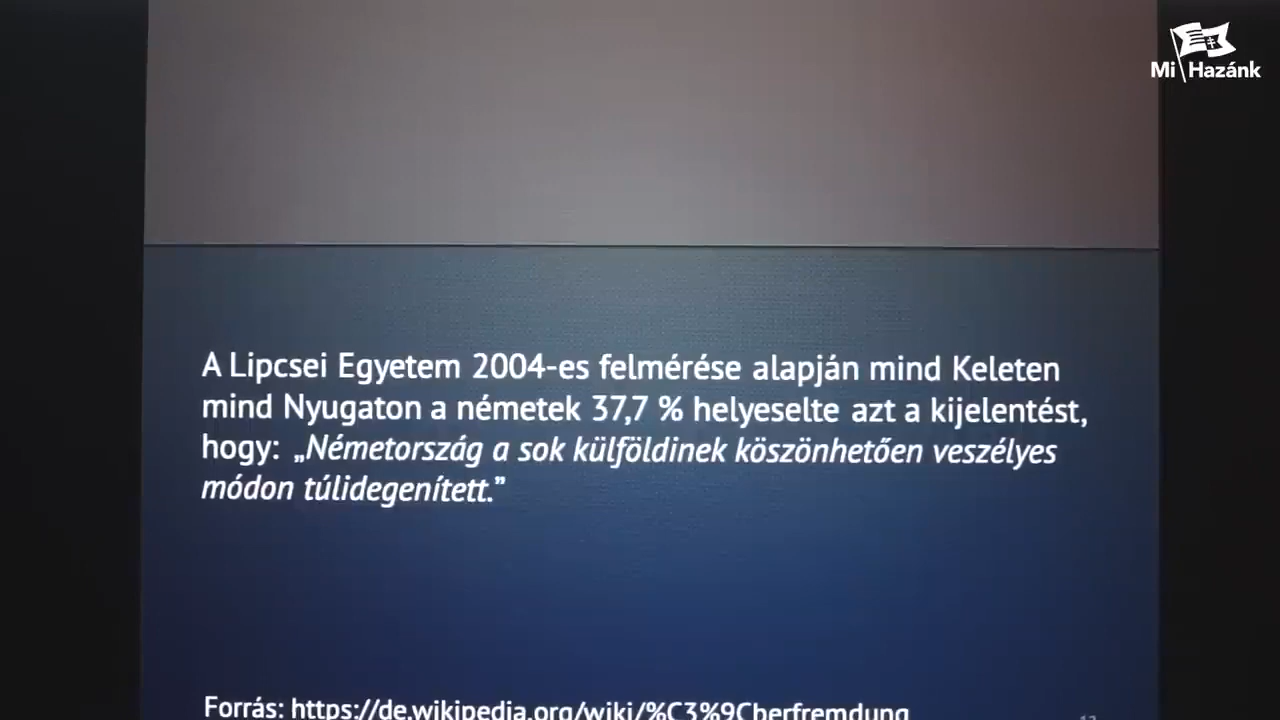 Mi Hazánk
A Lipcsei Egyetem 2004-es felmérése alapján mind Keleten
mind Nyugaton a németek 37,7 % helyeselte azt a kijelentést,
hogy: „Németország a sok külföldinek köszönhetően veszélyes
módon túlidegenített.”
Forrás: https://de.wikipedia.org/wiki/%C3%9Cberfremdung